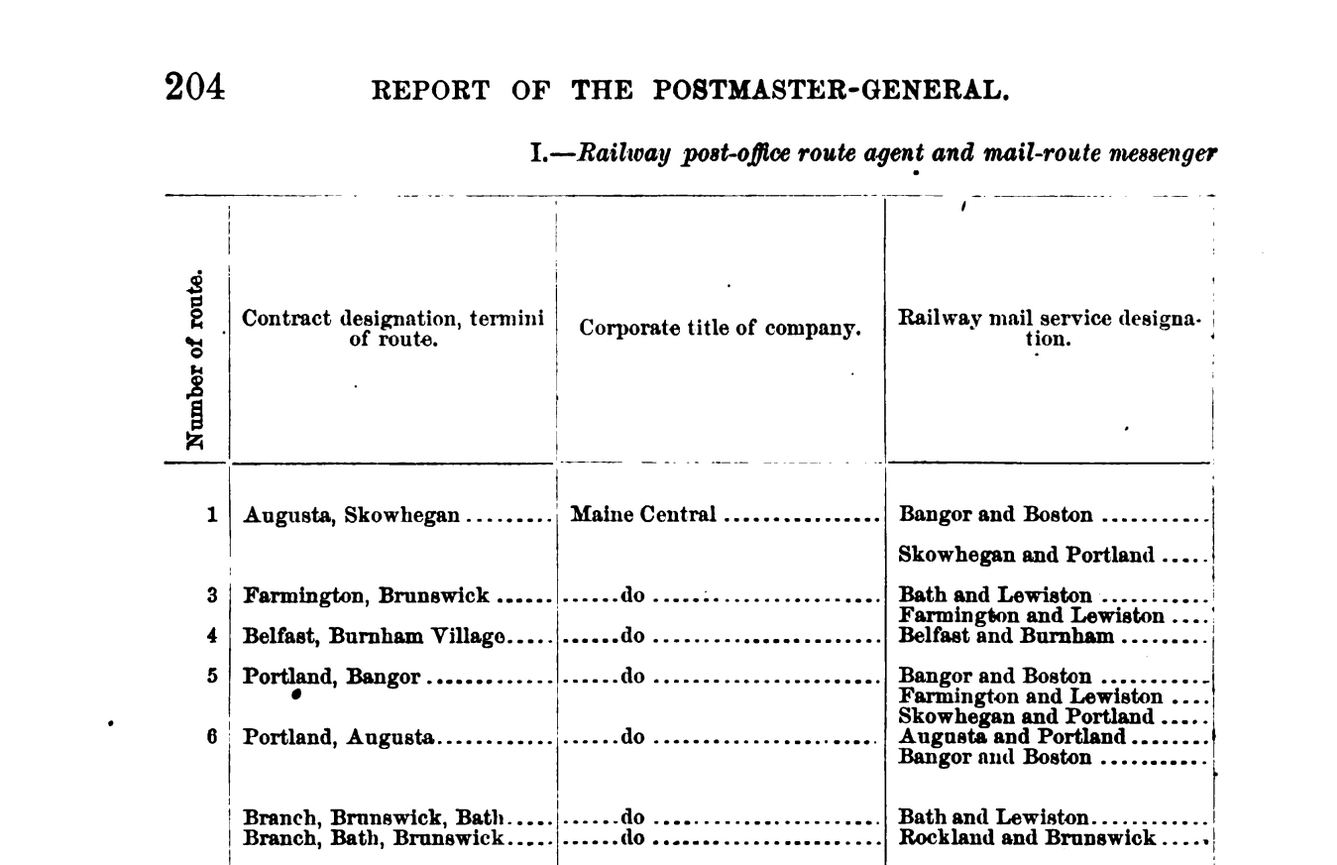 204 REPORT OF THE POSTMASTER-GENERAL.
I.—Railway post-office route agent and mail-route messenger
Number of route. Contract designation, termini of route. Corporate title of company. Railway mail service designa-tion.
1 Augusta, Skowhegan ......... Maine Central ................. Bangor and Boston ...........
Skowhegan and Portland .....
3 Farmington, Brunswick ...... ......do ........................ Bath and Lewiston ...........
Farmington and Lewiston ....
4 Belfast, Burnham Village..... ......do ........................ Belfast and Burnham .........
5 Portland, Bangor ............. ......do ........................ Bangor and Boston ...........
Farmington and Lewiston ....
Skowhegan and Portland .....
6 Portland, Augusta............ ......do ........................ Augusta and Portland ........
Bangor and Boston ...........
Branch, Brunswick, Bath..... ......do ........................ Bath and Lewiston............
Branch, Bath, Brunswick..... ......do ........................ Rockland and Brunswick .....